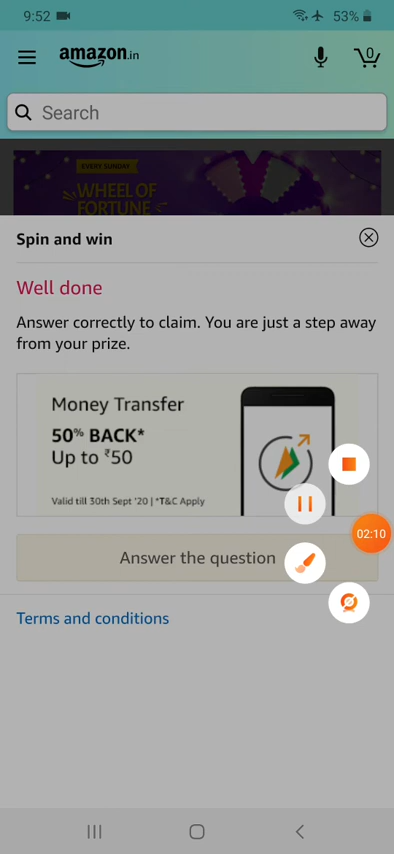 9:52
53%
amazon.in
0
Search
EVERY SUNDAY
WHEEL OF
FORTUNE
Spin and win
Well done
Answer correctly to claim. You are just a step away
from your prize.
Money Transfer
50% BACK*
Up to ₹50
Valid till 30th Sept '20 | *T&C Apply
02:10
Answer the question
Terms and conditions